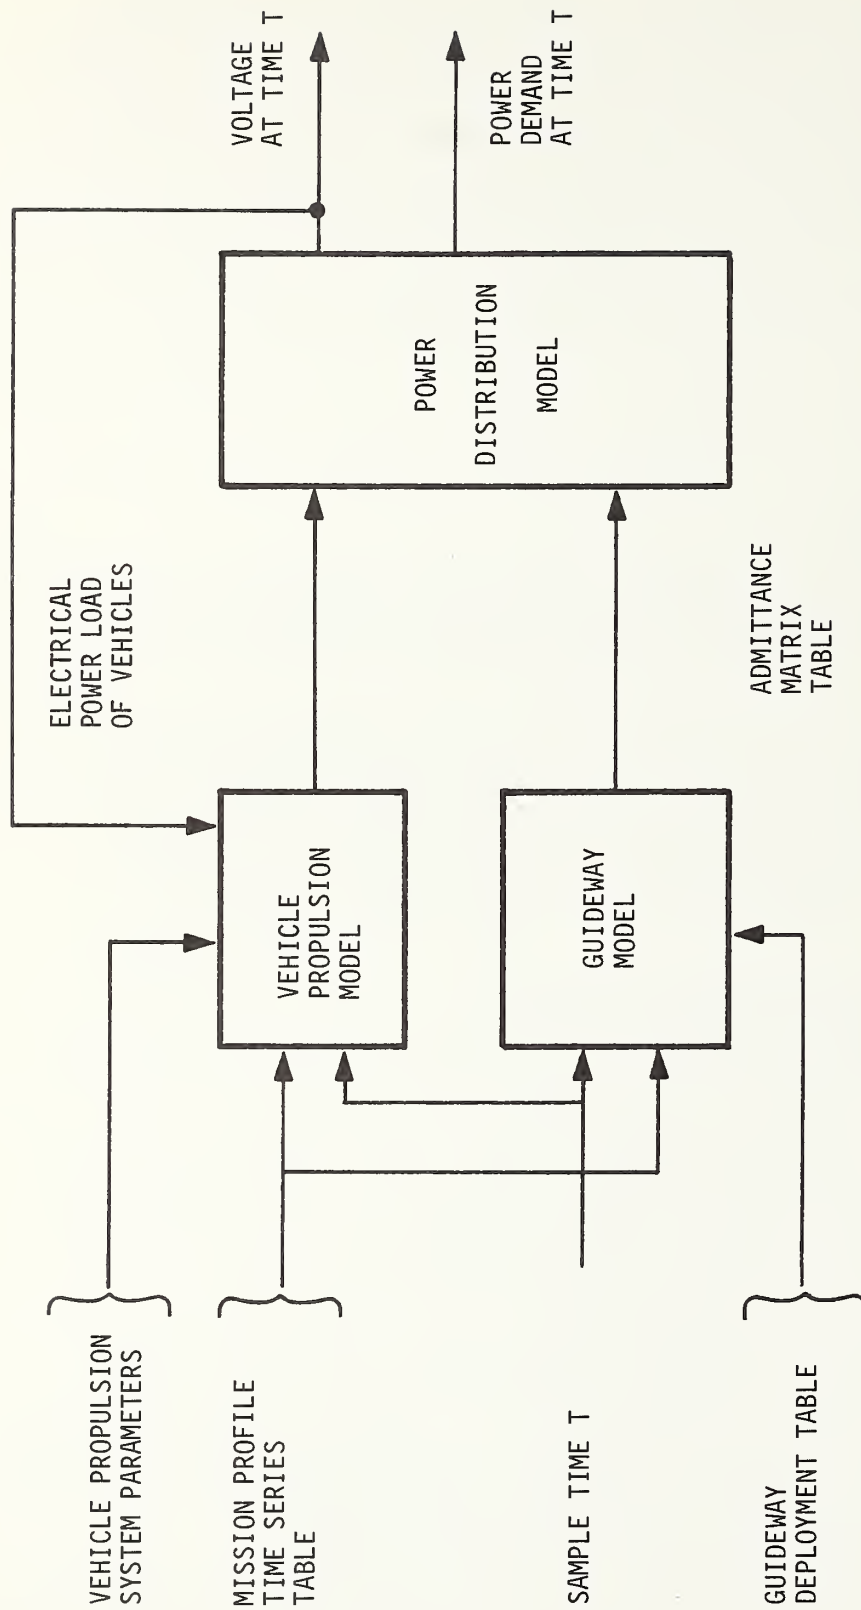 VEHICLE PROPULSION
SYSTEM PARAMETERS
MISSION PROFILE
TIME SERIES
TABLE
SAMPLE TIME T
GUIDEWAY
DEPLOYMENT TABLE
VEHICLE
PROPULSION
MODEL
GUIDEWAY
MODEL
ELECTRICAL
POWER LOAD
OF VEHICLES
ADMITTANCE
MATRIX
TABLE
POWER
DISTRIBUTION
MODEL
VOLTAGE
AT TIME T
POWER
DEMAND
AT TIME T